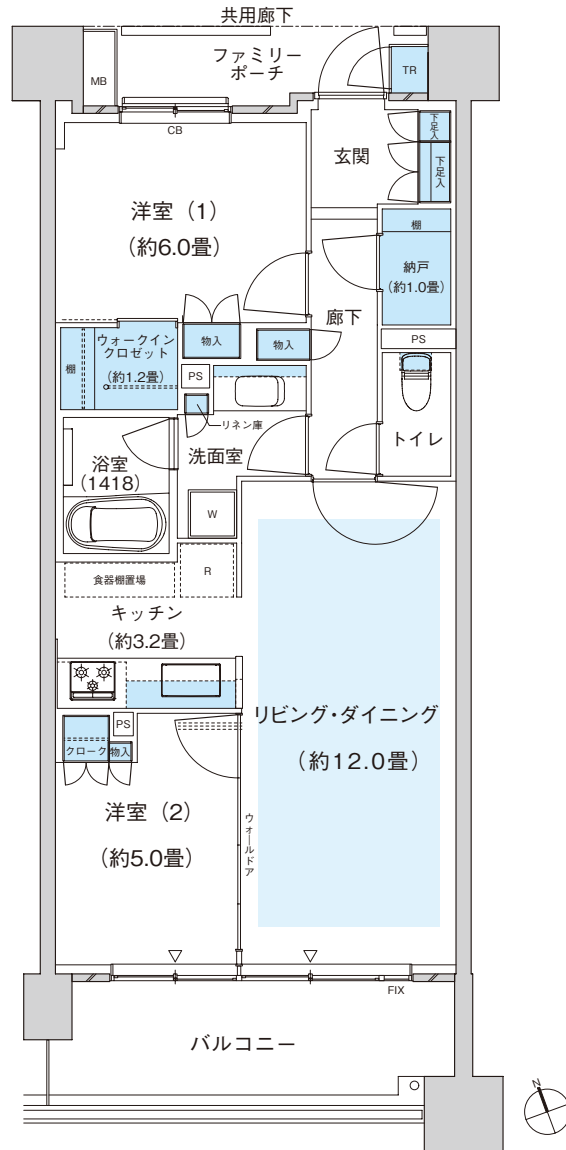 共用廊下
ファミリー
ポーチ
MB
TR
CB
玄関
下足入
下足入
洋室（1）
（約6.0畳）
棚
納戸
（約1.0畳）
廊下
ウォークイン
クロゼット
（約1.2畳）
棚
物入
物入
PS
PS
リネン庫
トイレ
洗面室
浴室
（1418）
W
R
食器棚置場
キッチン
（約3.2畳）
リビング・ダイニング
（約12.0畳）
PS
クローク
物入
洋室（2）
（約5.0畳）
ウォールドア
FIX
バルコニー
N